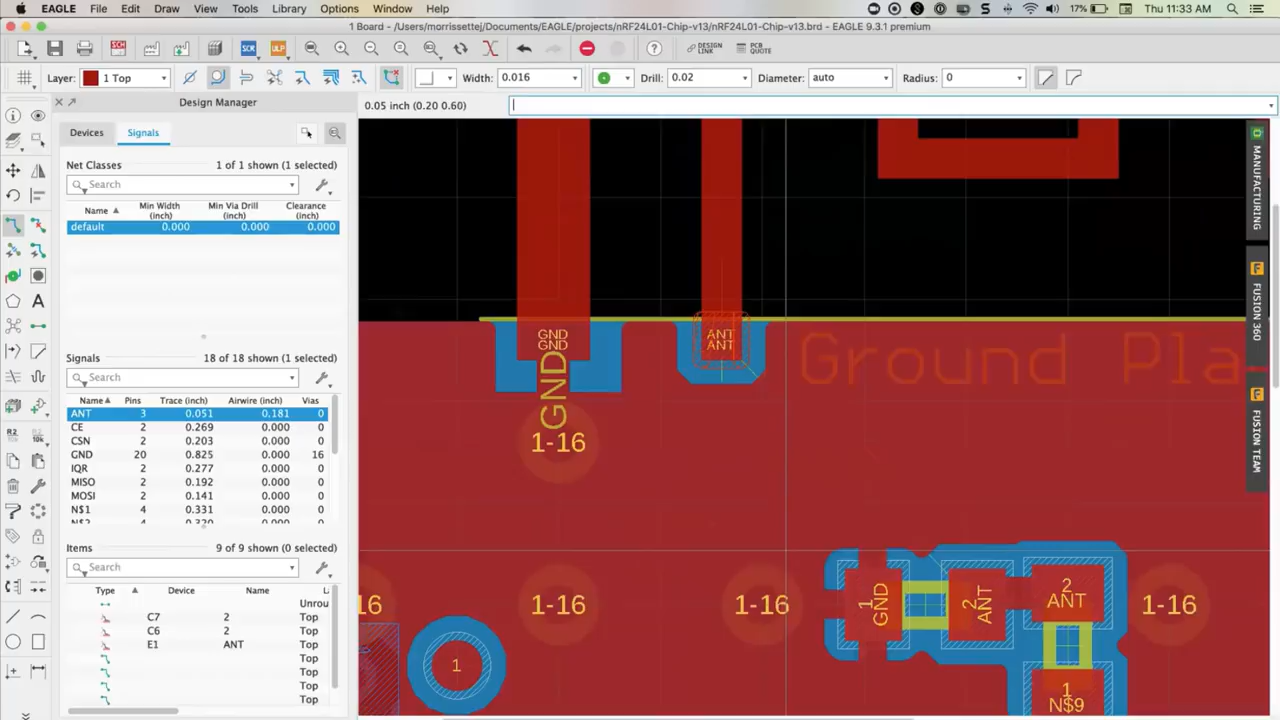 EAGLE File Edit Draw View Tools Library Options Window Help 17% Thu 11:33 AM
1 Board - /Users/morrissettej/Documents/EAGLE/projects/nRF24L01-Chip-v13/nRF24L01-Chip-v13.brd - EAGLE 9.3.1 premium
SCH SCR ULP DESIGN LINK PCB QUOTE
Layer: 1 Top Width: 0.016 Drill: 0.02 Diameter: auto Radius: 0
Design Manager
0.05 inch (0.20 0.60)
Devices Signals
Net Classes 1 of 1 shown (1 selected)
Search
Name Min Width (inch) Min Via Drill (inch) Clearance (inch)
default 0.000 0.000 0.000
Signals 18 of 18 shown (1 selected)
Search
Name Pins Trace (inch) Airwire (inch) Vias
ANT 3 0.051 0.181 0
CE 2 0.269 0.000 0
CSN 2 0.203 0.000 0
GND 20 0.825 0.000 16
IQR 2 0.277 0.000 0
MISO 2 0.192 0.000 0
MOSI 2 0.141 0.000 0
N$1 4 0.331 0.000 0
Items 9 of 9 shown (0 selected)
Search
Type Device Name
Unrou
C7 2 Top
C6 2 Top
E1 ANT Top
Top
Top
Top
Top
GND
GND
GND
ANT
ANT
Ground Pla
1-16
16
1-16
1-16
1-16
1
1
GND
2
ANT
2
ANT
1
N$9
MANUFACTURING
FUSION 360
FUSION TEAM
R2
10k